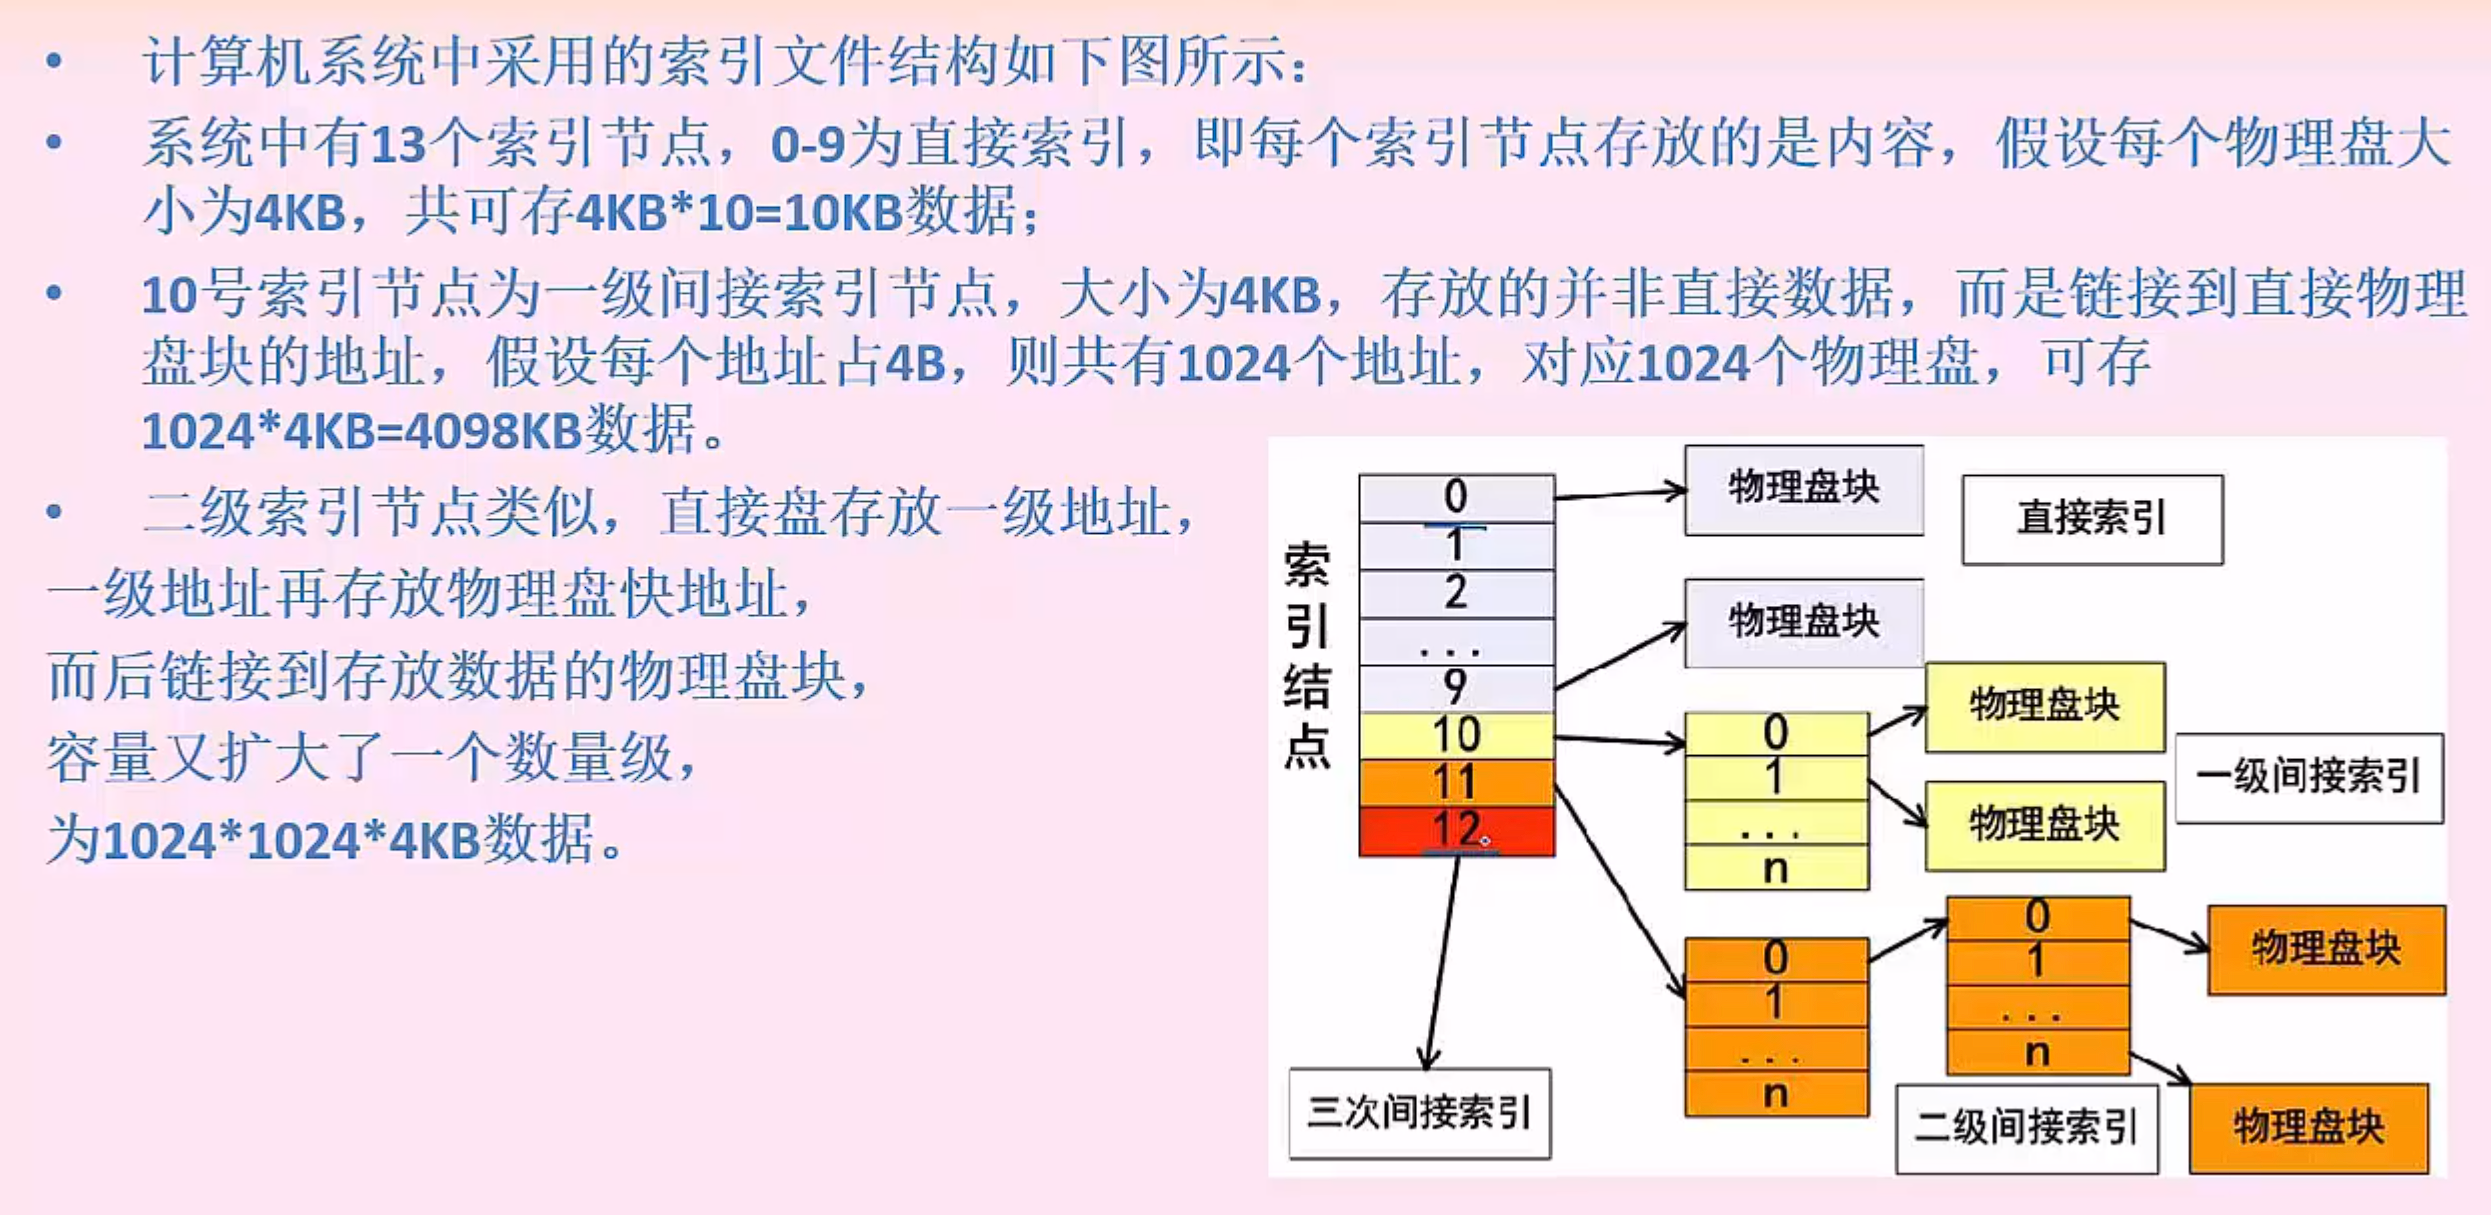 • 计算机系统中采用的索引文件结构如下图所示：
• 系统中有13个索引节点，0-9为直接索引，即每个索引节点存放的是内容，假设每个物理盘大
小为4KB，共可存4KB*10=10KB数据；
• 10号索引节点为一级间接索引节点，大小为4KB，存放的并非直接数据，而是链接到直接物理
盘块的地址，假设每个地址占4B，则共有1024个地址，对应1024个物理盘，可存
1024*4KB=4098KB数据。
• 二级索引节点类似，直接盘存放一级地址，
一级地址再存放物理盘快地址，
而后链接到存放数据的物理盘块，
容量又扩大了一个数量级，
为1024*1024*4KB数据。
索引结点
0
1
2
...
9
10
11
12
物理盘块
直接索引
物理盘块
0
1
...
n
物理盘块
物理盘块
一级间接索引
0
1
...
n
0
1
...
n
物理盘块
物理盘块
二级间接索引
三次间接索引